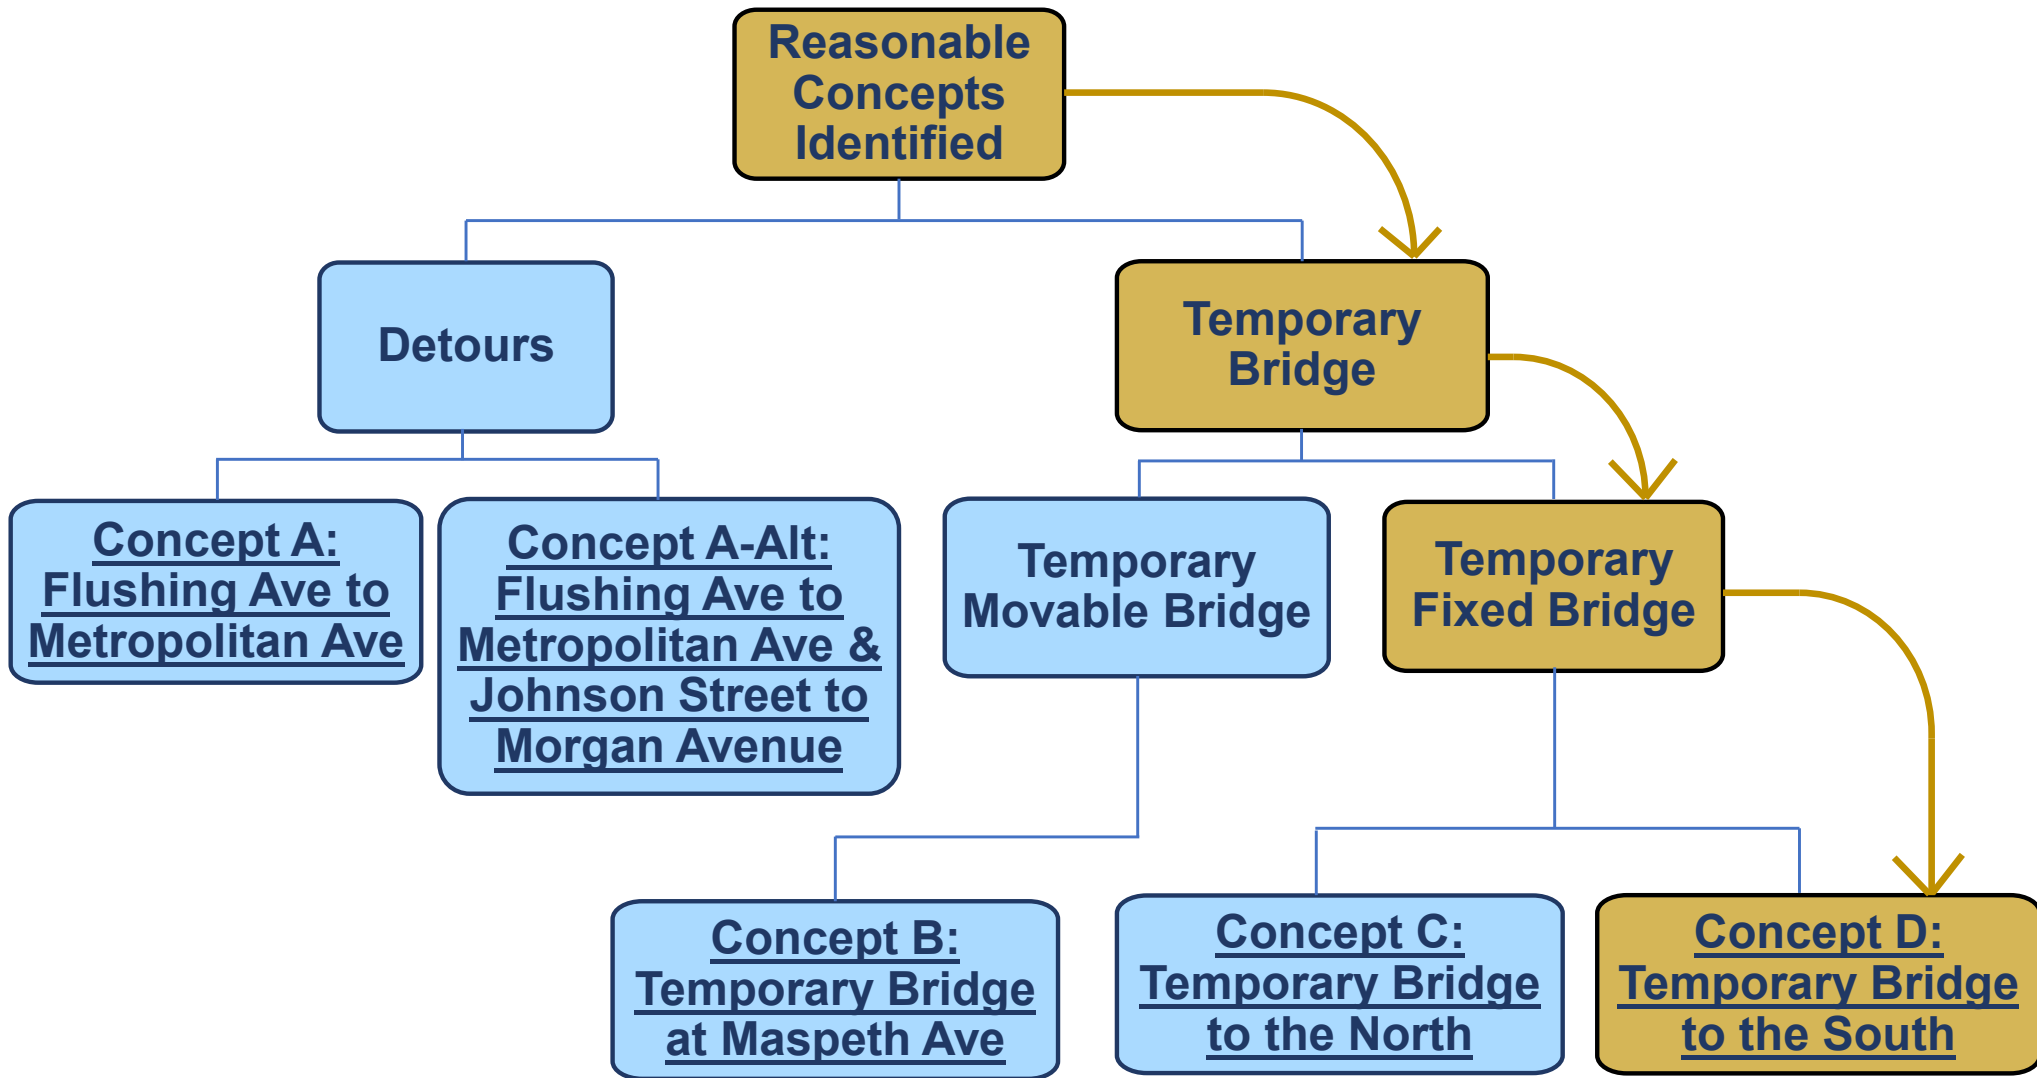 Reasonable
Concepts
Identified
Detours
Temporary
Bridge
Concept A:
Flushing Ave to
Metropolitan Ave
Concept A-Alt:
Flushing Ave to
Metropolitan Ave &
Johnson Street to
Morgan Avenue
Temporary
Movable Bridge
Temporary
Fixed Bridge
Concept B:
Temporary Bridge
at Maspeth Ave
Concept C:
Temporary Bridge
to the North
Concept D:
Temporary Bridge
to the South